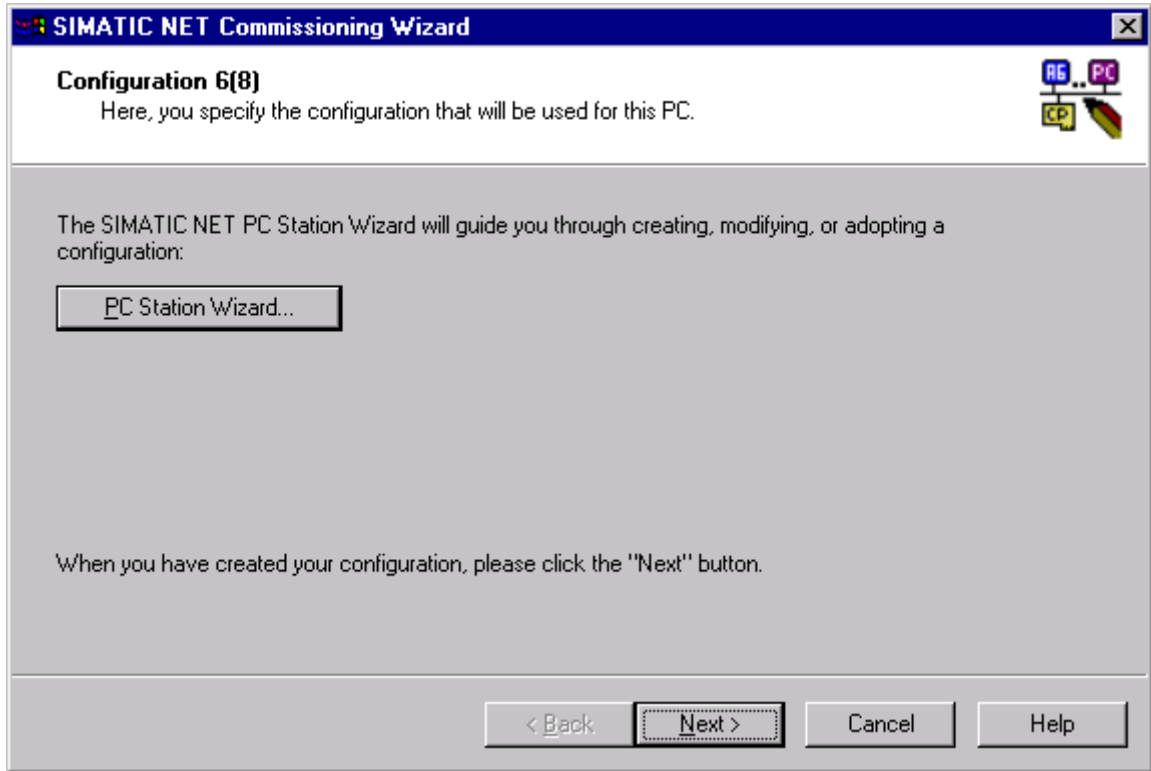 SIMATIC NET Commissioning Wizard
Configuration 6(8)
Here, you specify the configuration that will be used for this PC.
AG
PC
CP
The SIMATIC NET PC Station Wizard will guide you through creating, modifying, or adopting a
configuration:
PC Station Wizard...
When you have created your configuration, please click the "Next" button.
< Back
Next >
Cancel
Help